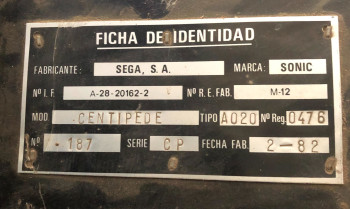 FICHA DE IDENTIDAD
FABRICANTE: SEGA, S.A. MARCA: SONIC
Nº I.F. A-28-20162-2 Nº R.E.FAB. M-12
MOD. CENTIPEDE TIPO A020 Nº Reg. 0476
Nº -187 SERIE CP FECHA FAB. 2-82